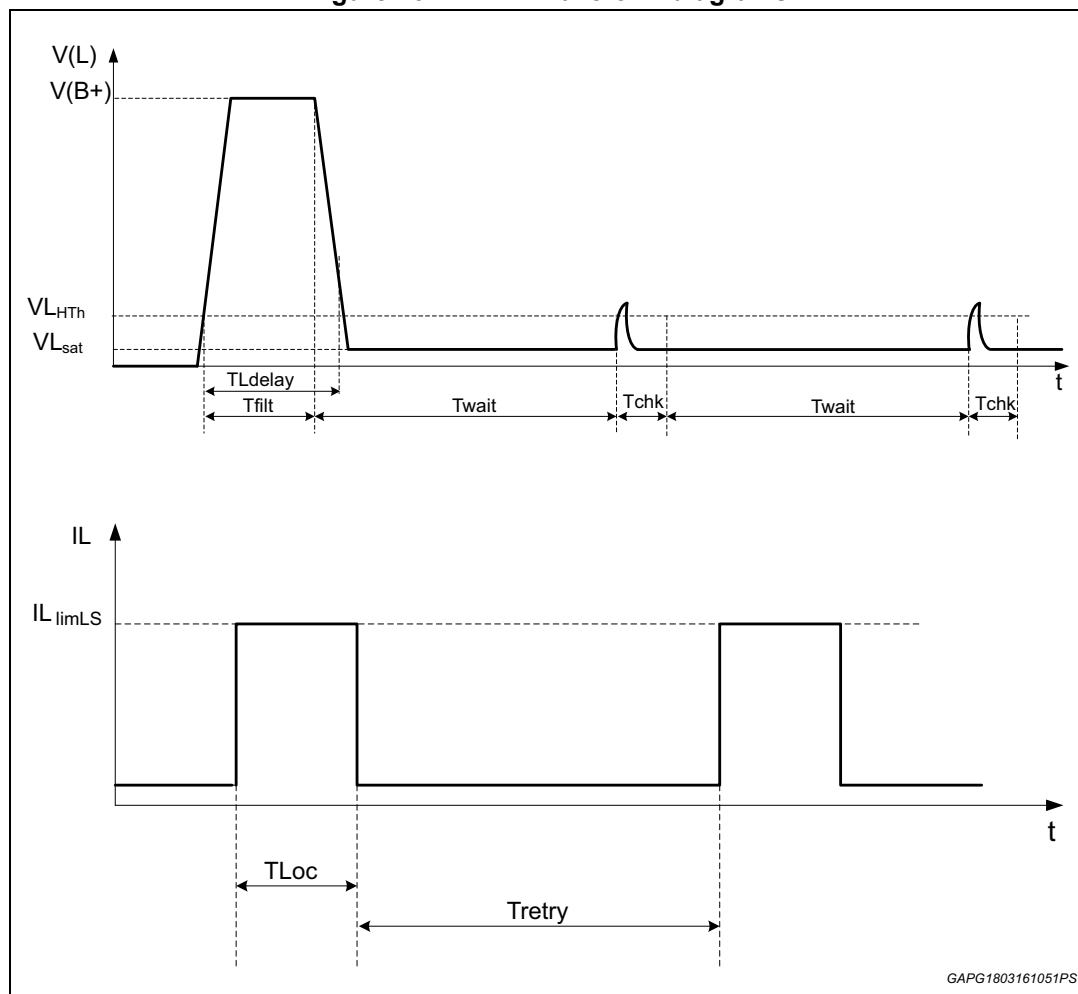 V(L)
V(B+)
VLHTh
VLsat
t
TLdelay
Tfilt
Twait
Tchk
Twait
Tchk
IL
IL limLS
t
TLoc
Tretry
GAPG1803161051PS